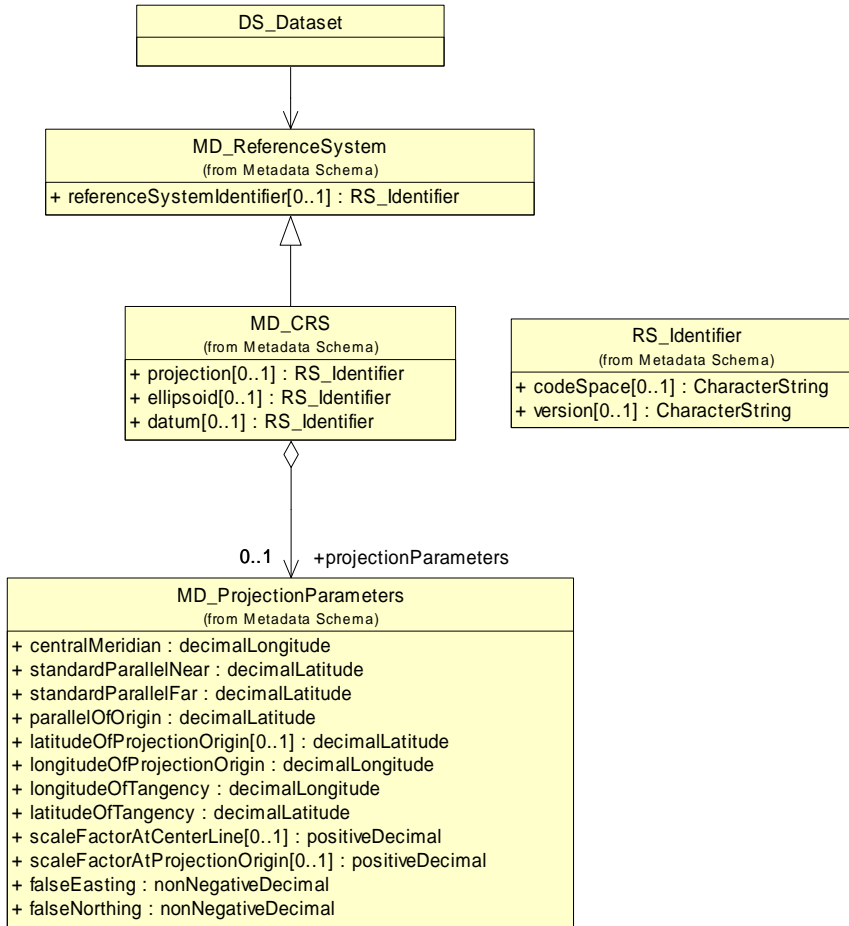 DS_Dataset
MD_ReferenceSystem
(from Metadata Schema)
+ referenceSystemIdentifier[0..1] : RS_Identifier
MD_CRS
(from Metadata Schema)
+ projection[0..1] : RS_Identifier
+ ellipsoid[0..1] : RS_Identifier
+ datum[0..1] : RS_Identifier
RS_Identifier
(from Metadata Schema)
+ codeSpace[0..1] : CharacterString
+ version[0..1] : CharacterString
0..1 +projectionParameters
MD_ProjectionParameters
(from Metadata Schema)
+ centralMeridian : decimalLongitude
+ standardParallelNear : decimalLatitude
+ standardParallelFar : decimalLatitude
+ parallelOfOrigin : decimalLatitude
+ latitudeOfProjectionOrigin[0..1] : decimalLatitude
+ longitudeOfProjectionOrigin : decimalLongitude
+ longitudeOfTangency : decimalLongitude
+ latitudeOfTangency : decimalLatitude
+ scaleFactorAtCenterLine[0..1] : positiveDecimal
+ scaleFactorAtProjectionOrigin[0..1] : positiveDecimal
+ falseEasting : nonNegativeDecimal
+ falseNorthing : nonNegativeDecimal